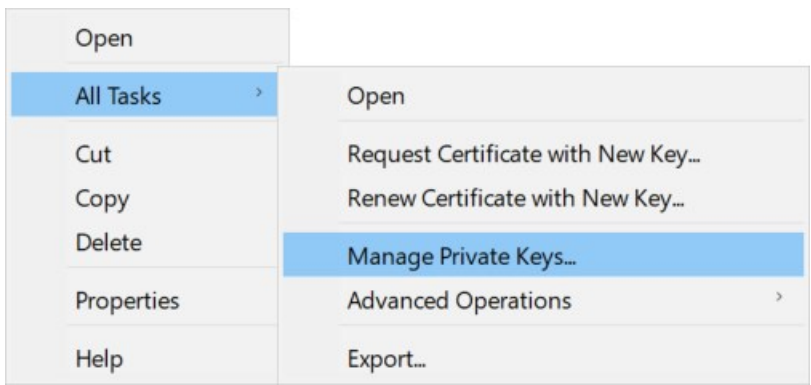 Open
All Tasks
Cut
Copy
Delete
Properties
Help
Open
Request Certificate with New Key...
Renew Certificate with New Key...
Manage Private Keys...
Advanced Operations
Export...